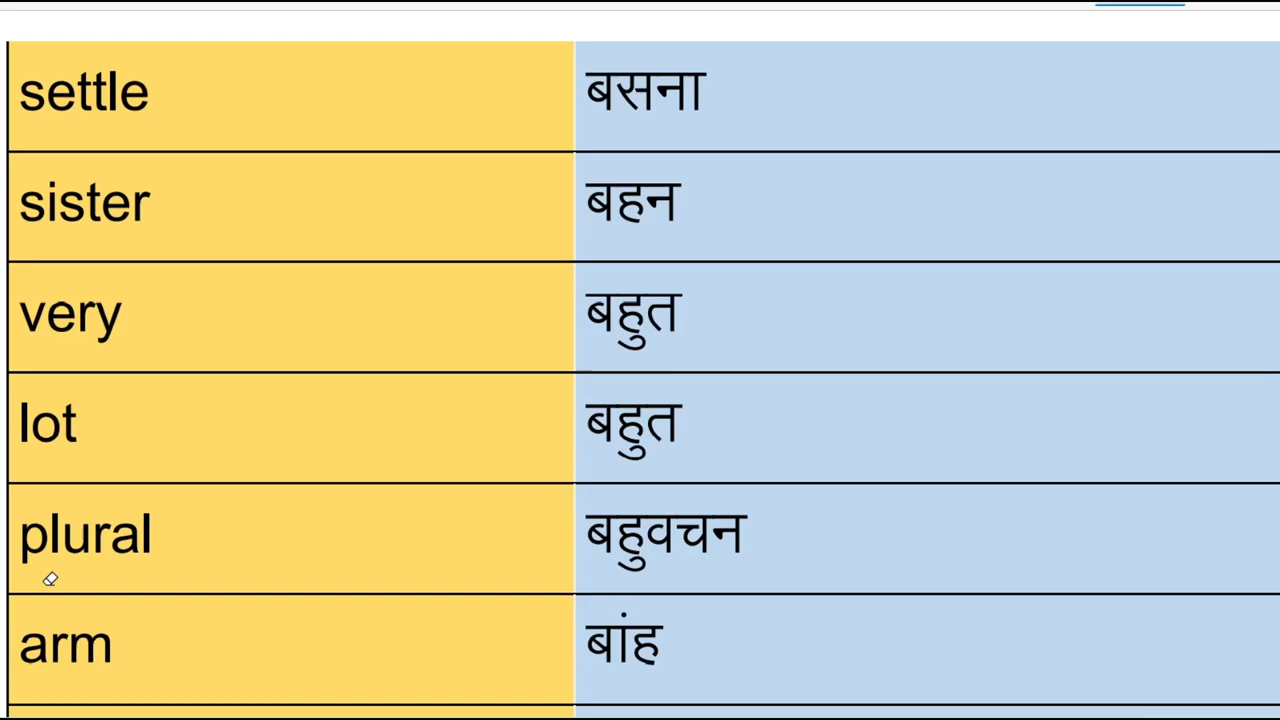 settle बसना
sister बहन
very बहुत
lot बहुत
plural बहुवचन
arm बांह